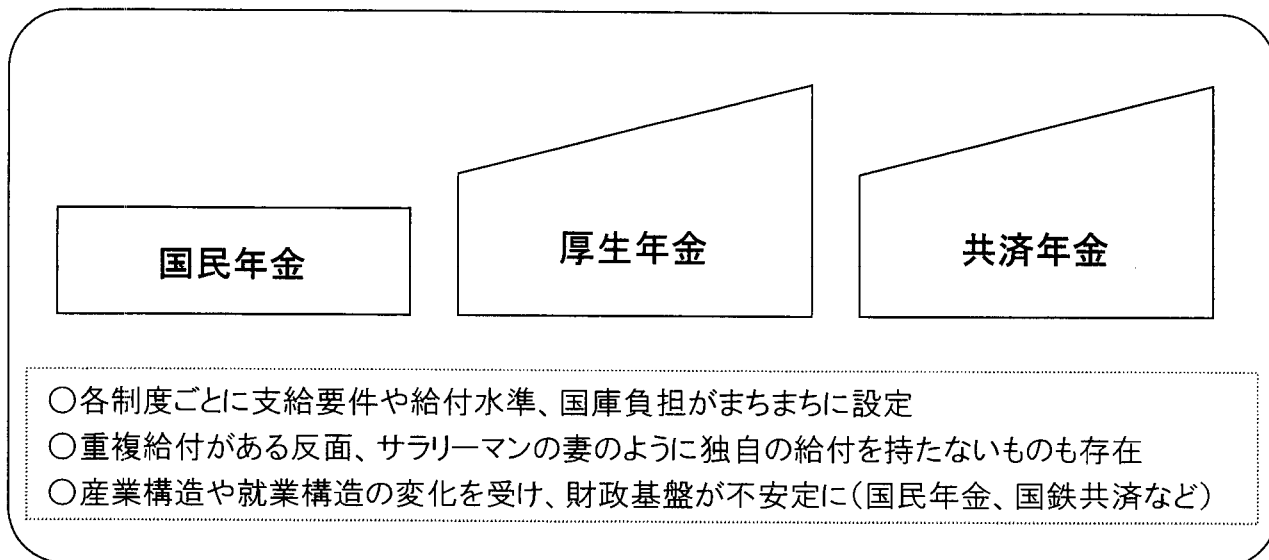 国民年金
厚生年金
共済年金
○各制度ごとに支給要件や給付水準、国庫負担がまちまちに設定
○重複給付がある反面、サラリーマンの妻のように独自の給付を持たないものも存在
○産業構造や就業構造の変化を受け、財政基盤が不安定に(国民年金、国鉄共済など)